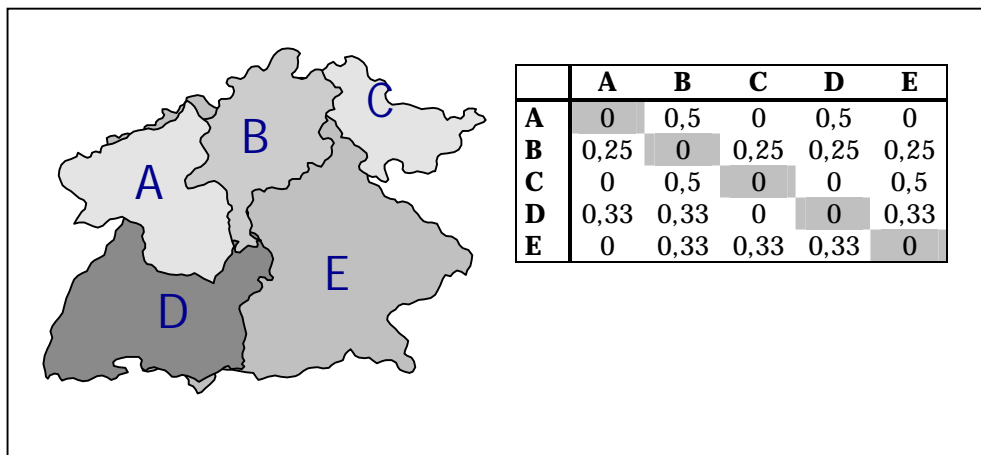 C
B
A
E
D
A B C D E
A 0 0,5 0 0,5 0
B 0,25 0 0,25 0,25 0,25
C 0 0,5 0 0 0,5
D 0,33 0,33 0 0 0,33
E 0 0,33 0,33 0,33 0